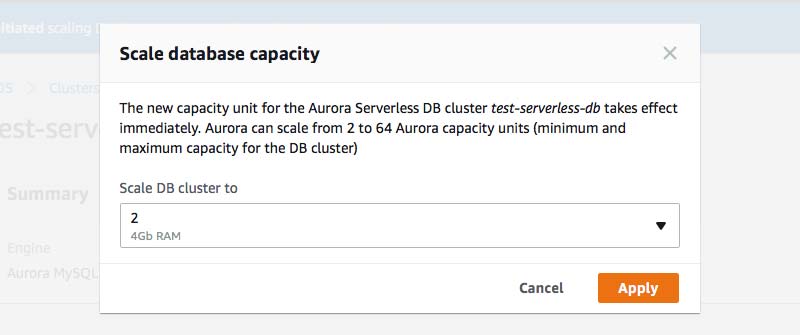 itiated scaling
Scale database capacity
DS > Clusters
The new capacity unit for the Aurora Serverless DB cluster test-serverless-db takes effect
immediately. Aurora can scale from 2 to 64 Aurora capacity units (minimum and
maximum capacity for the DB cluster)
est-serv
Scale DB cluster to
Summary
2
4Gb RAM
Engine
Aurora MySQL
Cancel Apply